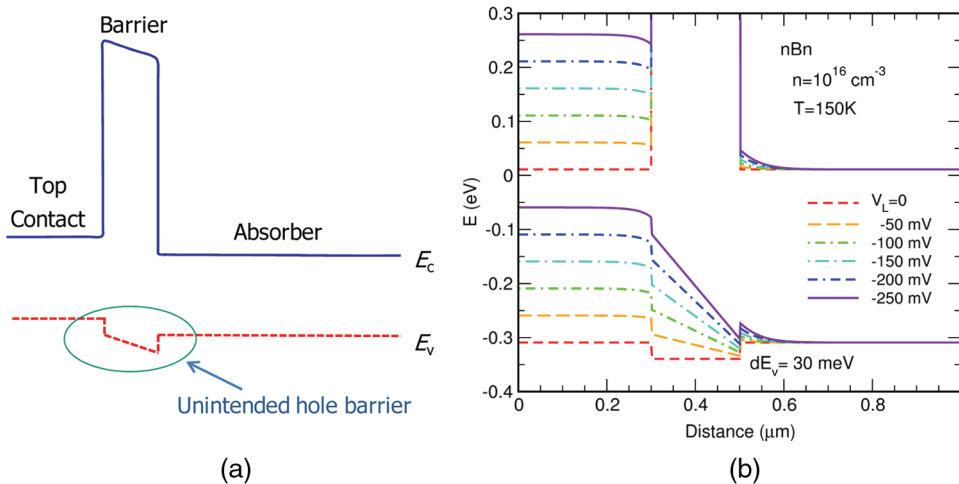 Barrier
Top
Contact
Absorber
E_c
E_v
Unintended hole barrier
(a)
0.3
0.2
0.1
0
-0.1
-0.2
-0.3
-0.4
E (eV)
nBn
n=10^16 cm^-3
T=150K
V_L=0
-50 mV
-100 mV
-150 mV
-200 mV
-250 mV
dE_v= 30 meV
0
0.2
0.4
0.6
0.8
Distance (μm)
(b)